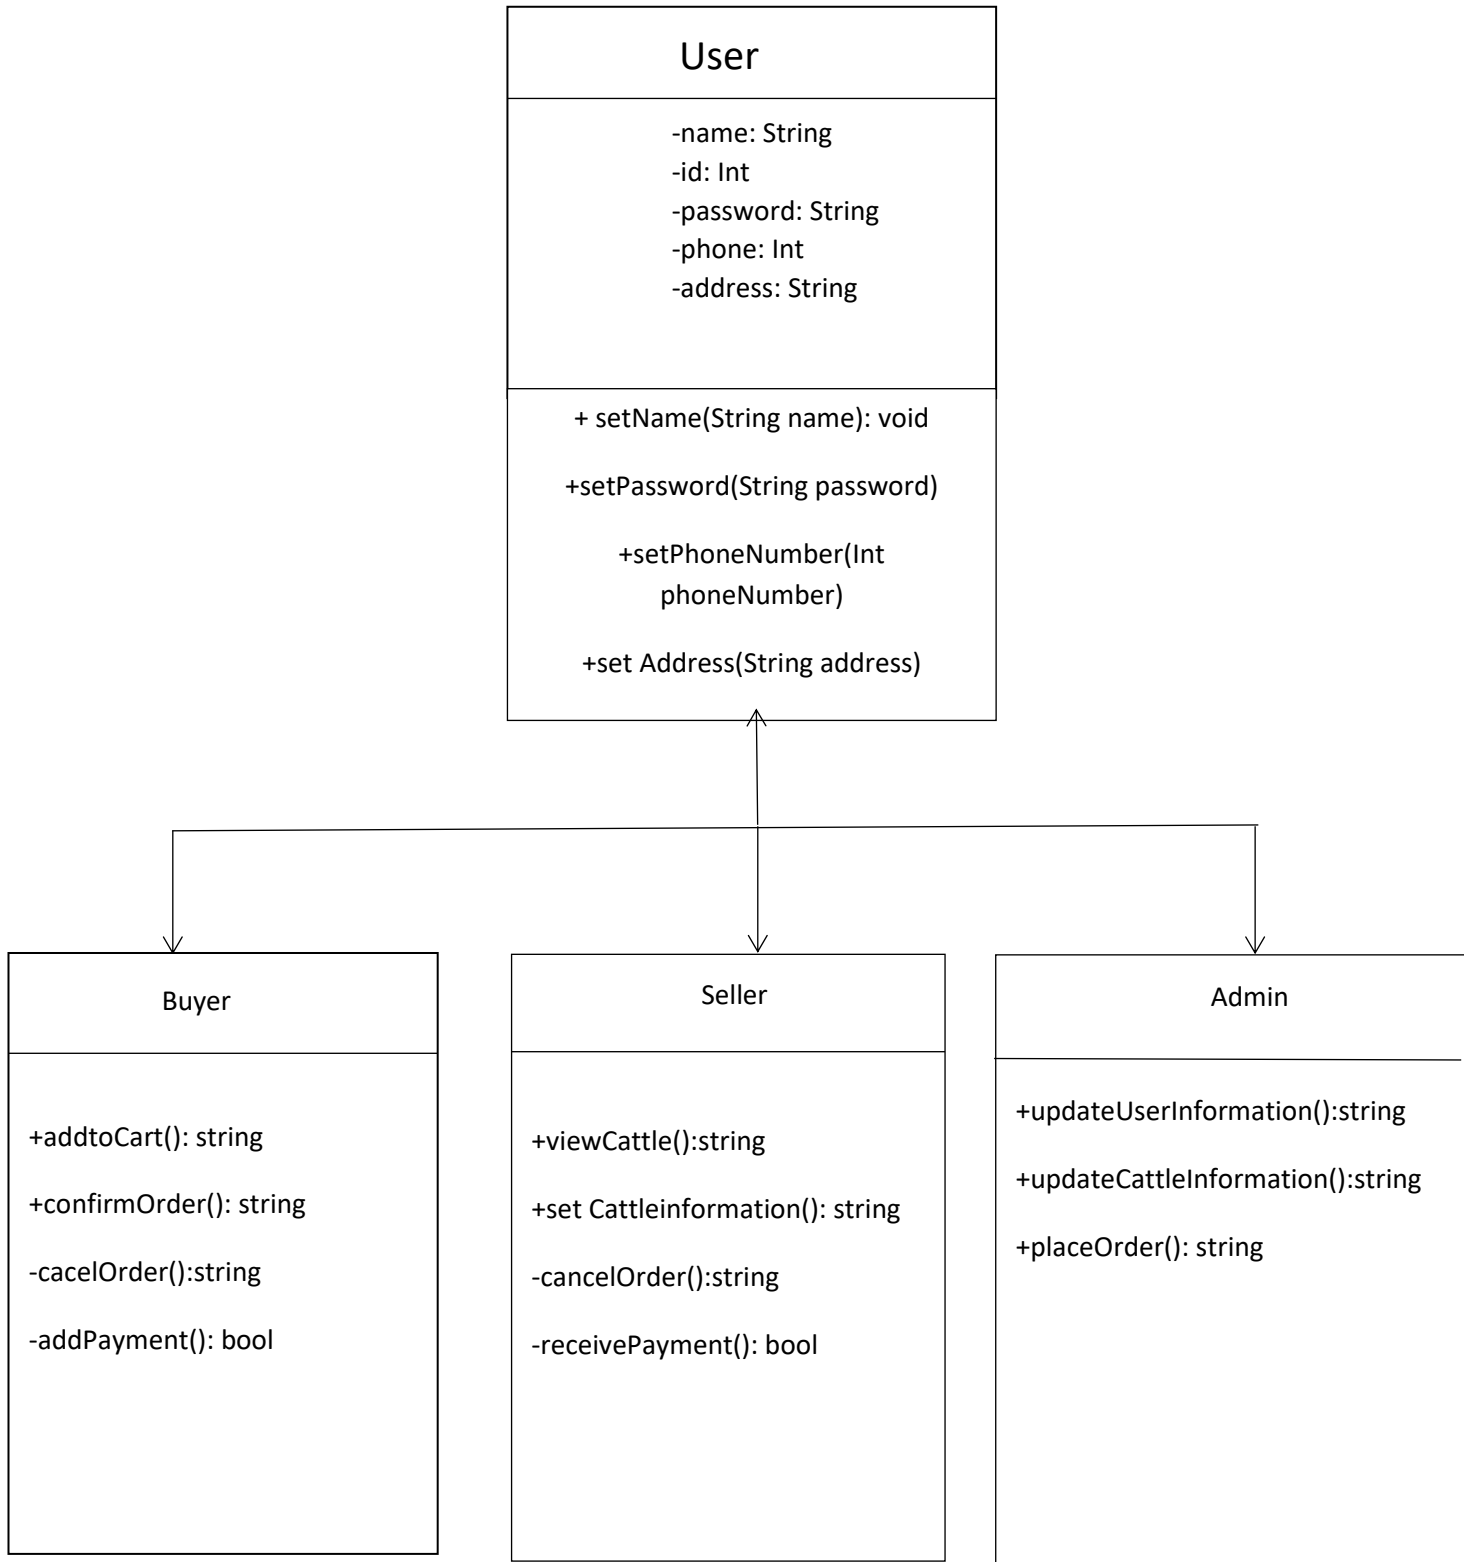 User
-name: String
-id: Int
-password: String
-phone: Int
-address: String
+ setName(String name): void
+setPassword(String password)
+setPhoneNumber(Int
phoneNumber)
+set Address(String address)
Buyer
+addtoCart(): string
+confirmOrder(): string
-cacelOrder():string
-addPayment(): bool
Seller
+viewCattle():string
+set Cattleinformation(): string
-cancelOrder():string
-receivePayment(): bool
Admin
+updateUserInformation():string
+updateCattleInformation():string
+placeOrder(): string